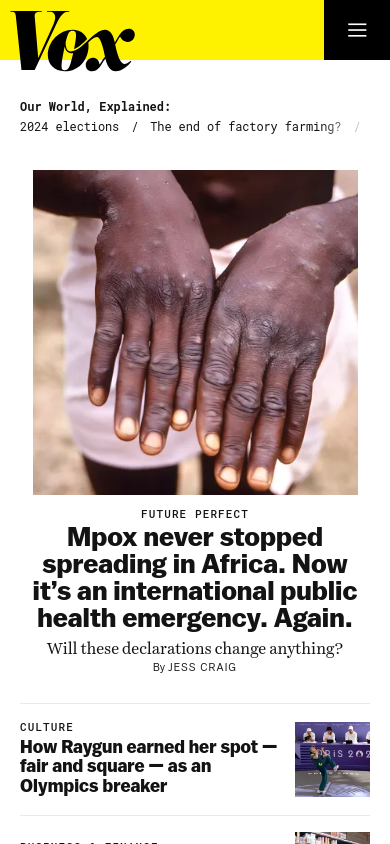 Vox
Our World, Explained:
2024 elections / The end of factory farming? /
FUTURE PERFECT
Mpox never stopped
spreading in Africa. Now
it’s an international public
health emergency. Again.
Will these declarations change anything?
By JESS CRAIG
CULTURE
How Raygun earned her spot —
fair and square — as an
Olympics breaker